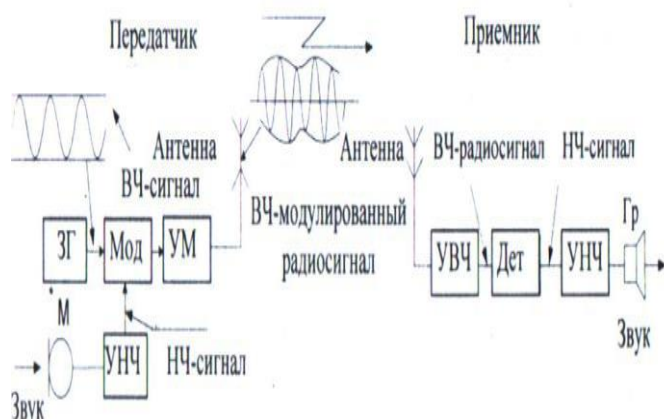 Передатчик
Приемник
Антенна
ВЧ-сигнал
Антенна
ВЧ-радиосигнал
НЧ-сигнал
ВЧ-модулированный
радиосигнал
ЗГ
Мод
УМ
УВЧ
Дет
УНЧ
Гр
М
УНЧ
НЧ-сигнал
Звук
Звук